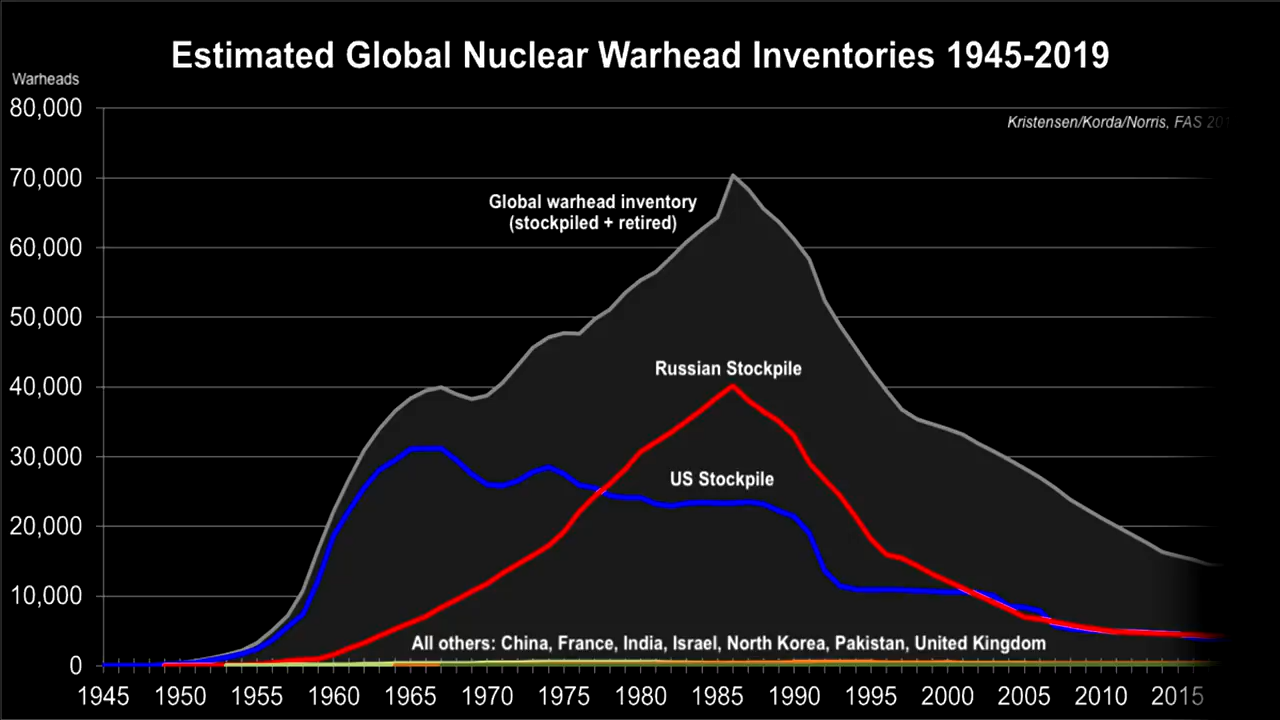 Estimated Global Nuclear Warhead Inventories 1945-2019
Warheads
80,000
Kristensen/Korda/Norris, FAS
70,000
Global warhead inventory
(stockpiled + retired)
60,000
50,000
40,000
Russian Stockpile
30,000
US Stockpile
20,000
10,000
All others: China, France, India, Israel, North Korea, Pakistan, United Kingdom
0
1945 1950 1955 1960 1965 1970 1975 1980 1985 1990 1995 2000 2005 2010 2015